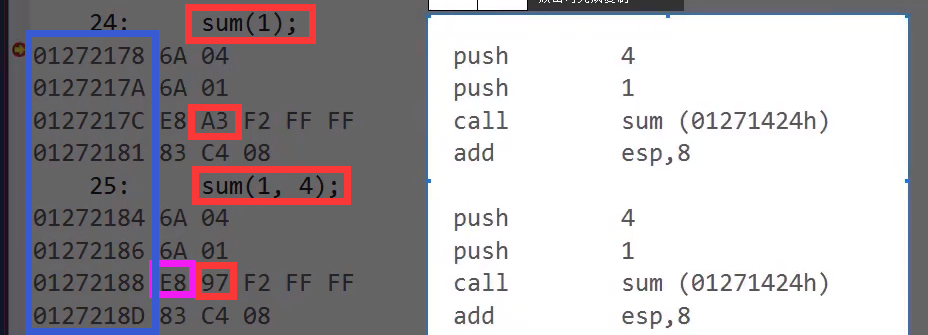 24: sum(1);
01272178 6A 04 push 4
0127217A 6A 01 push 1
0127217C E8 A3 F2 FF FF call sum (01271424h)
01272181 83 C4 08 add esp,8
25: sum(1, 4);
01272184 6A 04 push 4
01272186 6A 01 push 1
01272188 E8 97 F2 FF FF call sum (01271424h)
0127218D 83 C4 08 add esp,8